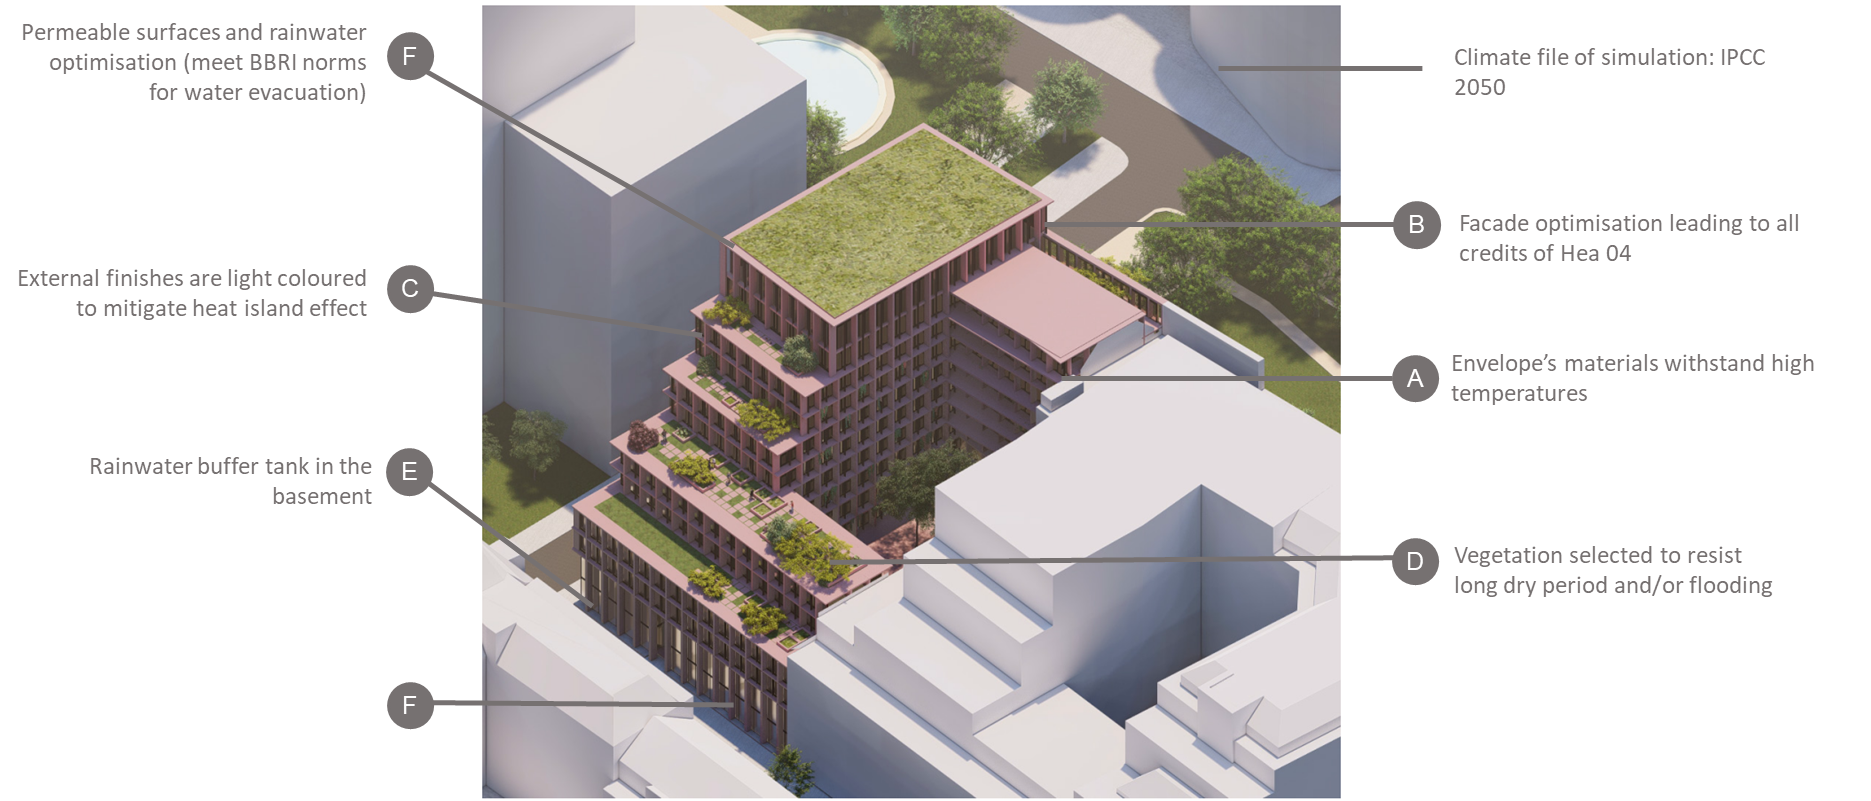 Permeable surfaces and rainwater
optimisation (meet BBRI norms
for water evacuation)
F
External finishes are light coloured
to mitigate heat island effect
C
Rainwater buffer tank in the
basement
E
F
Climate file of simulation: IPCC
2050
B
Facade optimisation leading to all
credits of Hea 04
A
Envelope’s materials withstand high
temperatures
D
Vegetation selected to resist
long dry period and/or flooding